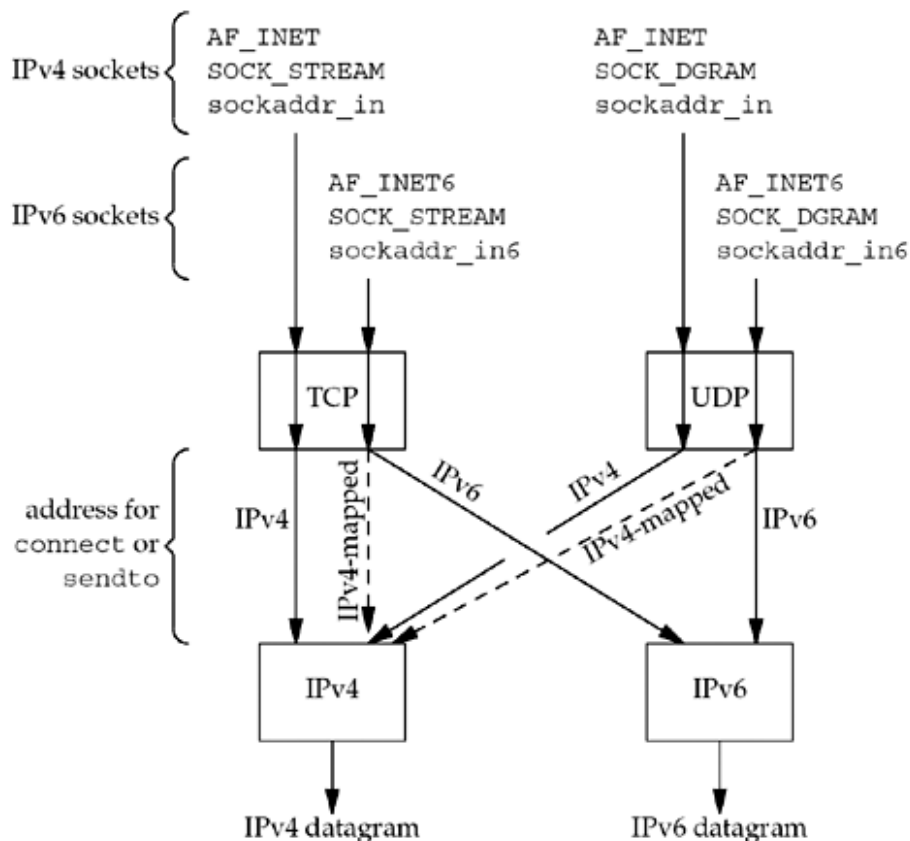 AF_INET
SOCK_STREAM
sockaddr_in
AF_INET
SOCK_DGRAM
sockaddr_in
IPv4 sockets
AF_INET6
SOCK_STREAM
sockaddr_in6
AF_INET6
SOCK_DGRAM
sockaddr_in6
IPv6 sockets
TCP
UDP
address for
connect or
sendto
IPv4
IPv4-mapped
IPv6
IPv4
IPv4-mapped
IPv6
IPv4
IPv6
IPv4 datagram
IPv6 datagram